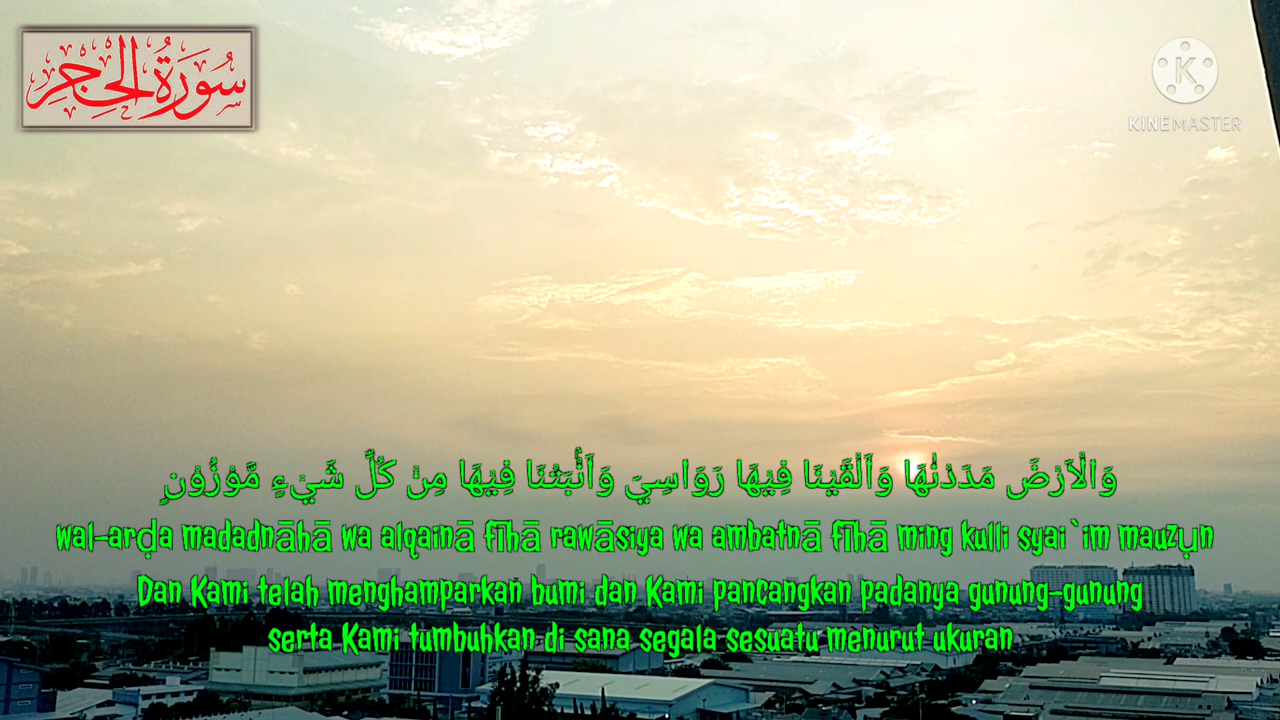 سُورَةُ الحِجرِ
K
KINEMASTER
وَالْاَرْضَ مَدَدْنٰهَا وَاَلْقَيْنَا فِيْهَا رَوَاسِيَ وَاَنْۢبَتْنَا فِيْهَا مِنْ كُلِّ شَيْءٍ مَّوْزُوْنٍ
wal-arḍa madadnāhā wa alqainā fīhā rawāsiya wa ambatnā fīhā ming kulli syai`im mauzụn
Dan Kami telah menghamparkan bumi dan Kami pancangkan padanya gunung-gunung
serta Kami tumbuhkan di sana segala sesuatu menurut ukuran